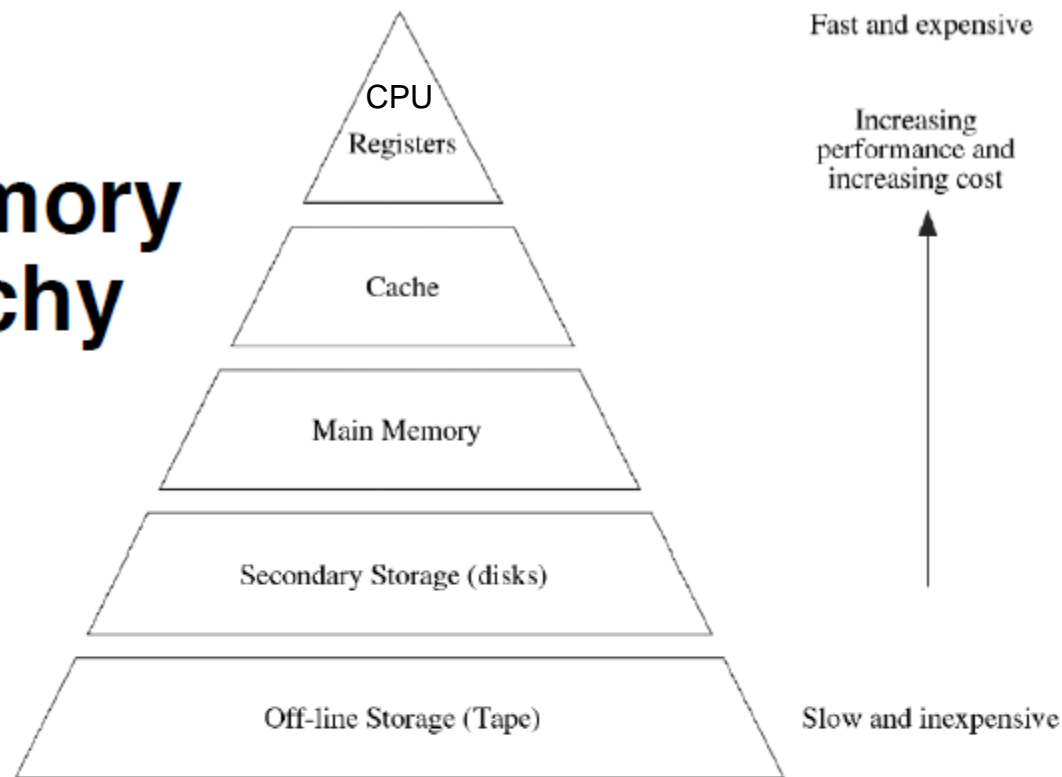 Fast and expensive
CPU
Registers
Increasing
performance and
increasing cost
mory
chy
Cache
Main Memory
Secondary Storage (disks)
Off-line Storage (Tape)
Slow and inexpensive